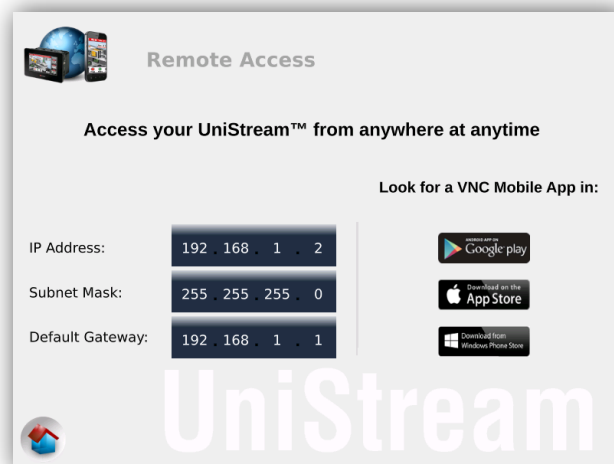 Remote Access
Access your UniStream™ from anywhere at anytime
Look for a VNC Mobile App in:
IP Address: 192 . 168 . 1 . 2
ANDROID APP ON
Google play
Subnet Mask: 255 . 255 . 255 . 0
Download on the
App Store
Default Gateway: 192 . 168 . 1 . 1
Download from
Windows Phone Store
UniStream